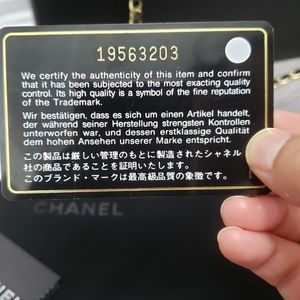 19563203
We certify the authenticity of this item and confirm
that it has been subjected to the most exacting quality
control. Its high quality is a symbol of the fine reputation
of the Trademark.
Wir bestätigen, dass es sich um einen Artikel handelt,
der während seiner Herstellung strengsten Kontrollen
unterworfen war, und dessen erstklassige Qualität
dem hohen Ansehen unserer Marke entspricht.
この製品は厳しい管理のもとに製造されたシャネル
社の商品であることを証明いたします。
このブランド・マークは最高級品質の象徴です。
CHANEL